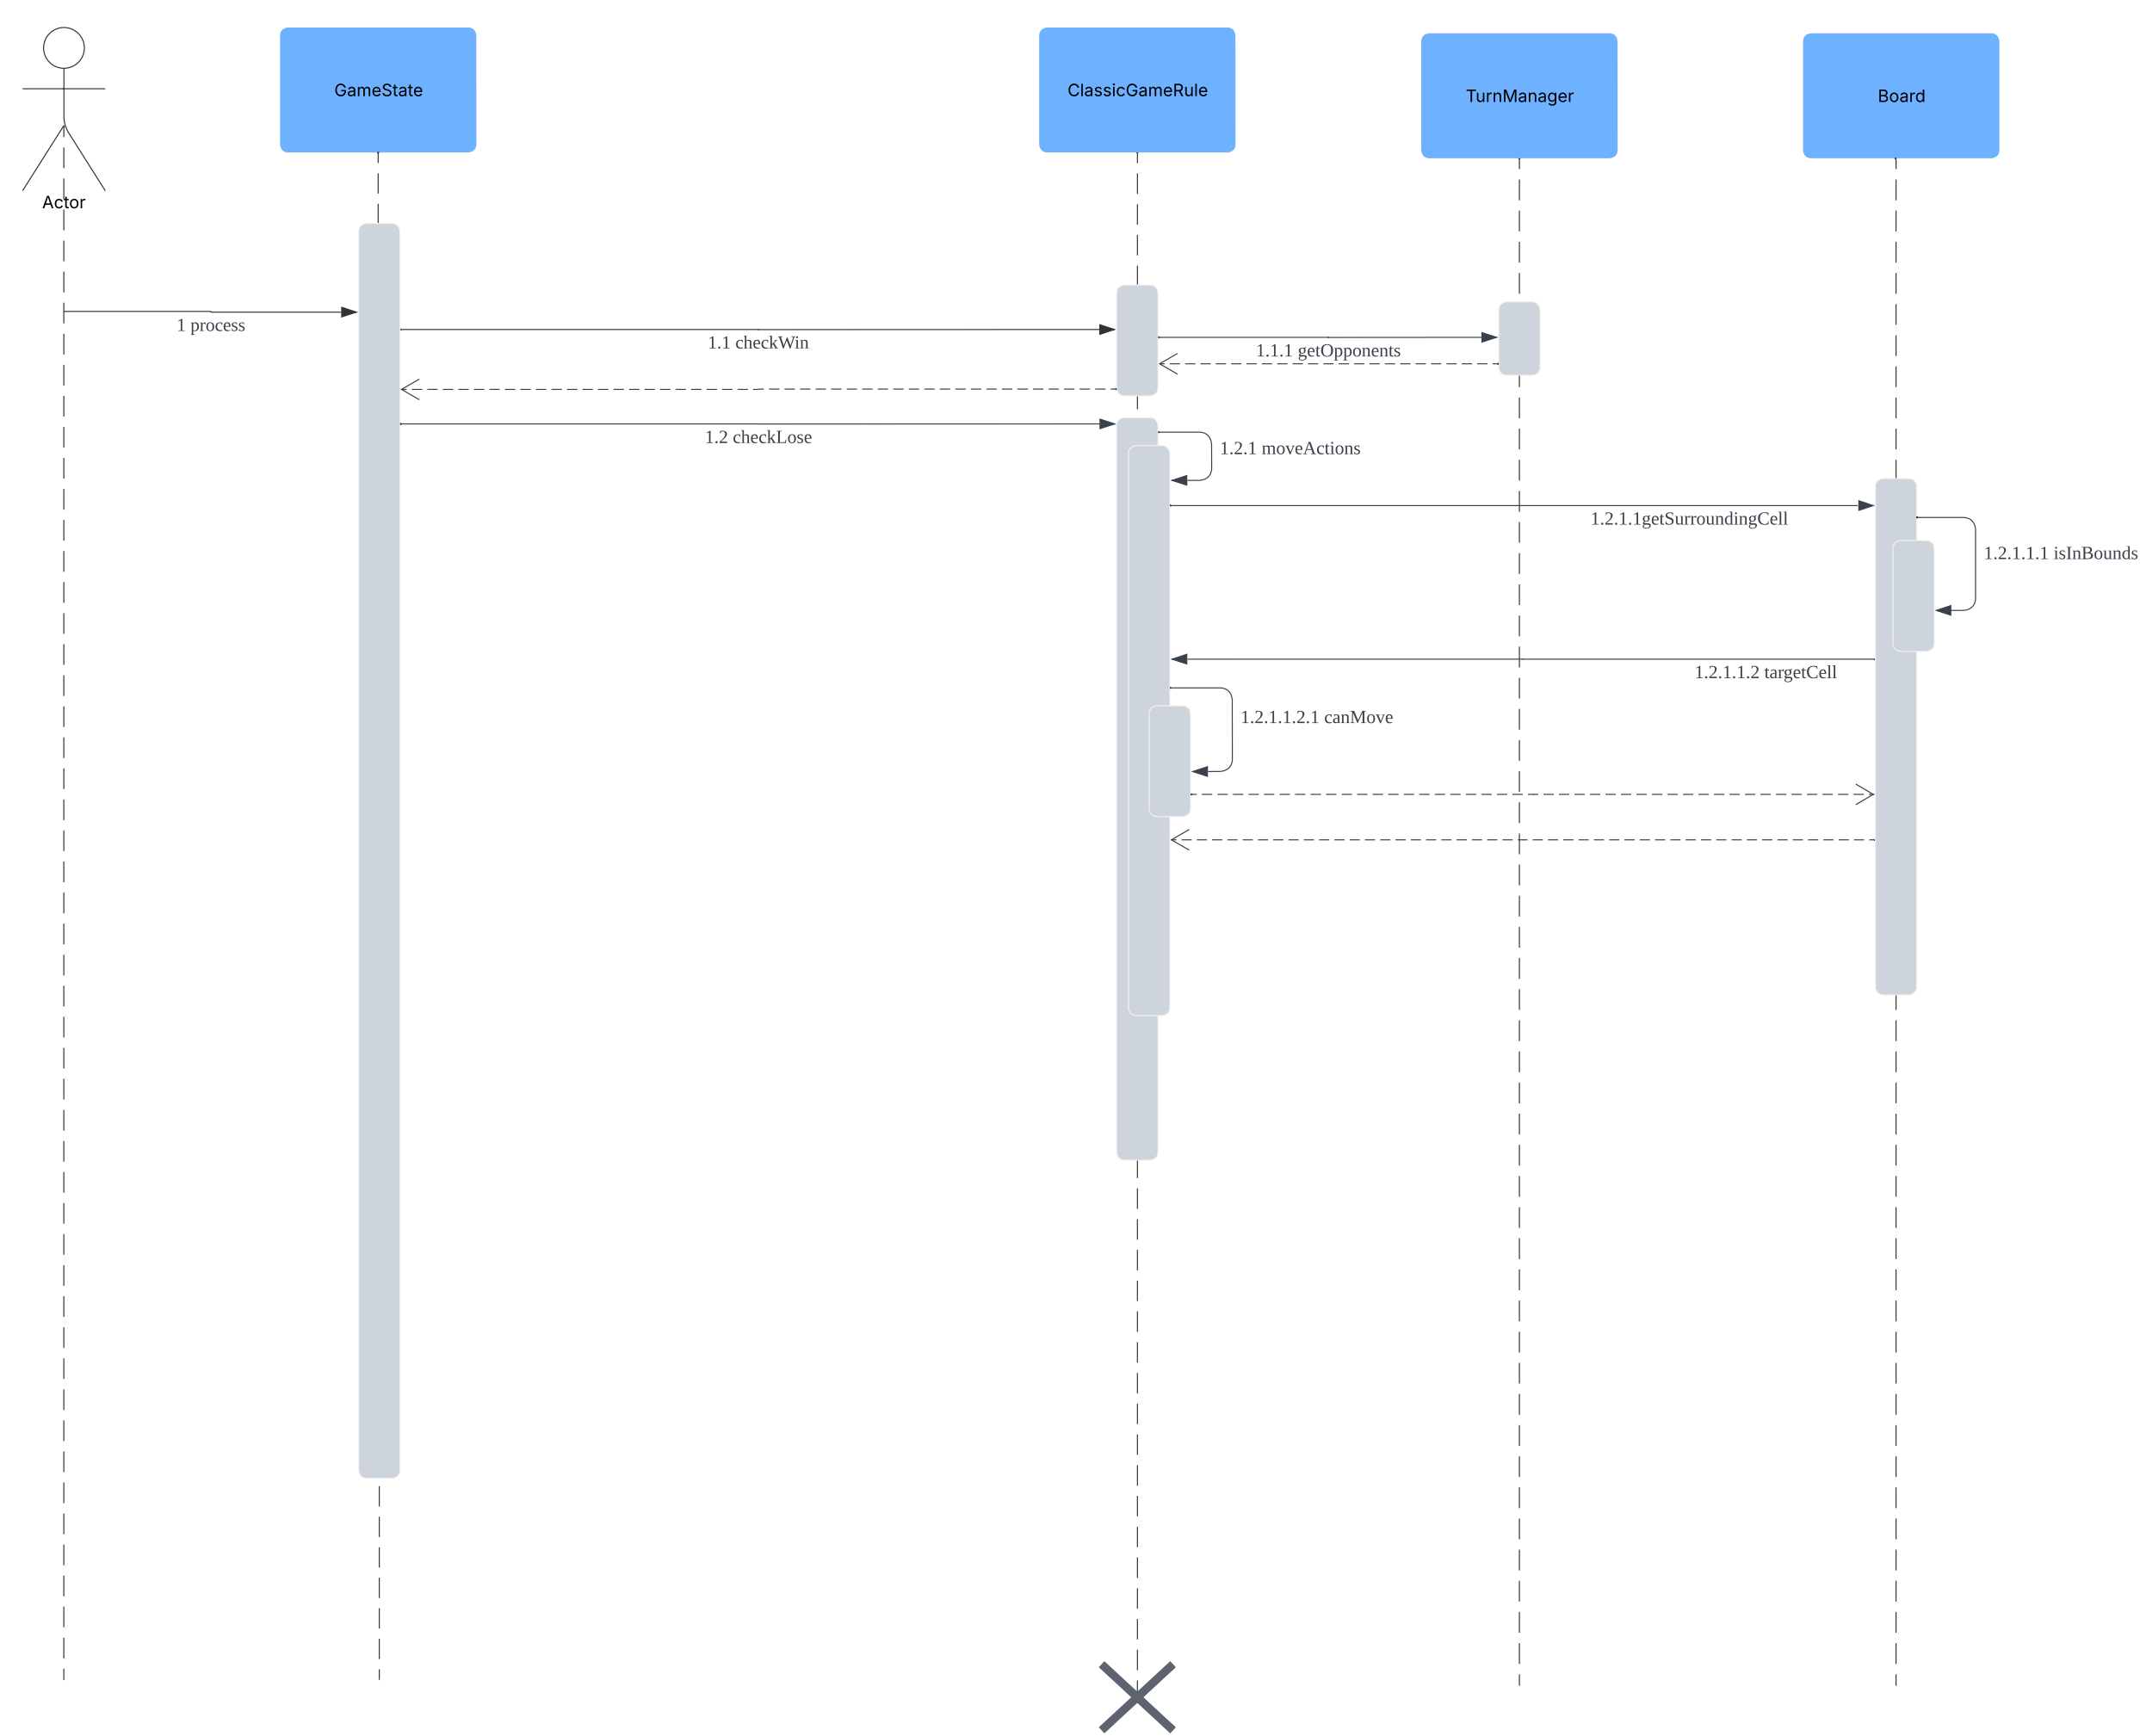 GameState
ClassicGameRule
TurnManager
Board
Actor
1 process
1.1 checkWin
1.1.1 getOpponents
1.2 checkLose
1.2.1 moveActions
1.2.1.1getSurroundingCell
1.2.1.1.1 isInBounds
1.2.1.1.2 targetCell
1.2.1.1.2.1 canMove